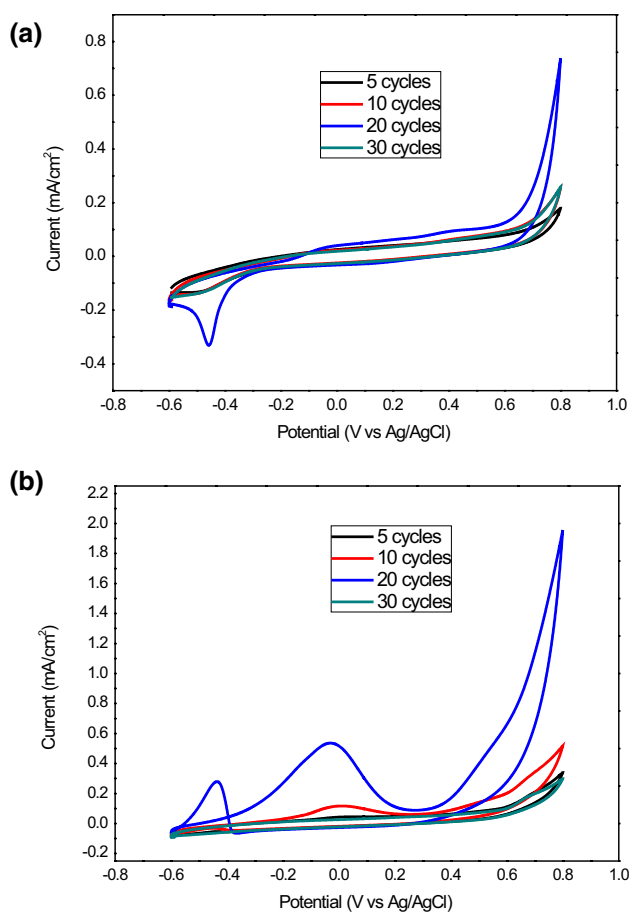 (a)
0.8
0.6
0.4
0.2
0.0
-0.2
-0.4
Current (mA/cm²)
5 cycles
10 cycles
20 cycles
30 cycles
-0.8 -0.6 -0.4 -0.2 0.0 0.2 0.4 0.6 0.8 1.0
Potential (V vs Ag/AgCl)
(b)
2.2
2.0
1.8
1.6
1.4
1.2
1.0
0.8
0.6
0.4
0.2
0.0
-0.2
Current (mA/cm²)
5 cycles
10 cycles
20 cycles
30 cycles
-0.8 -0.6 -0.4 -0.2 0.0 0.2 0.4 0.6 0.8 1.0
Potential (V vs Ag/AgCl)